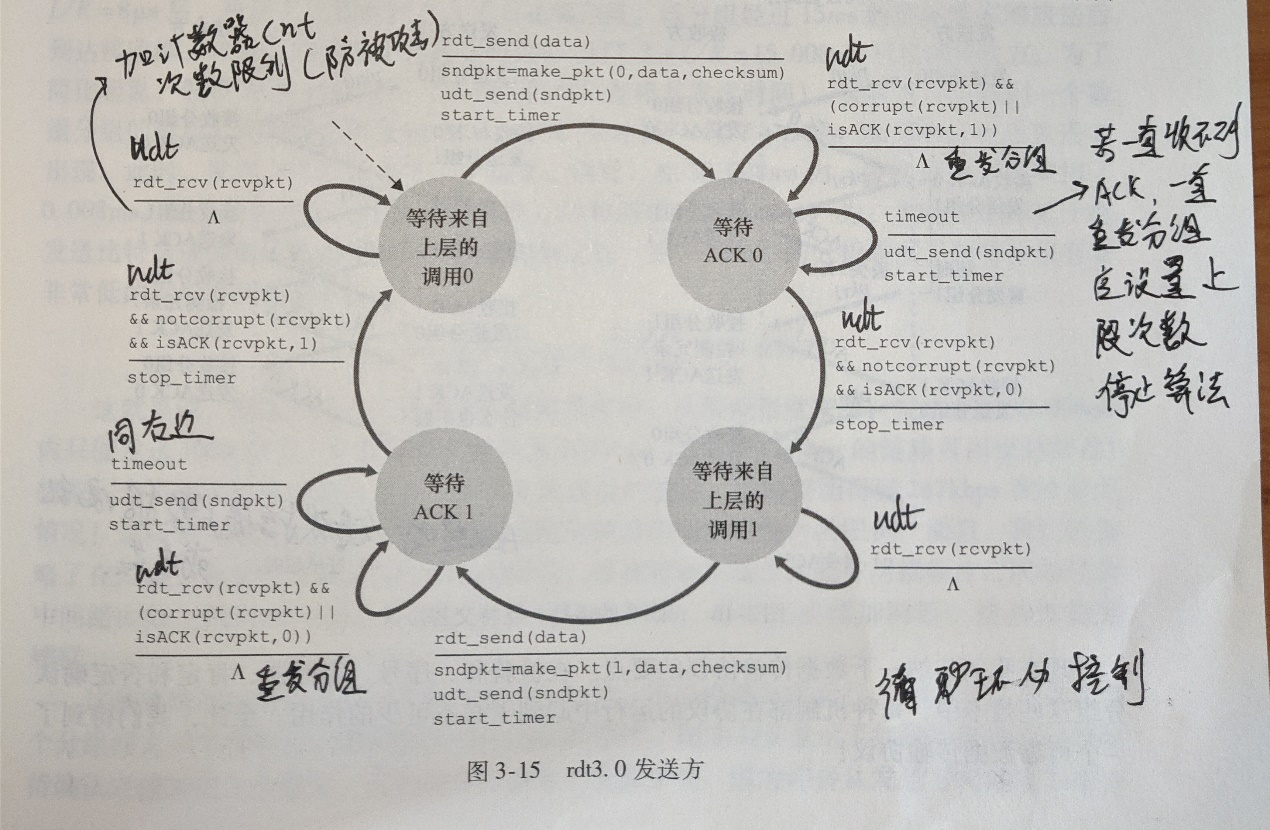 加计数器cnt
次数限制(防被攻击)
rdt_send(data)
sndpkt=make_pkt(0,data,checksum)
udt_send(sndpkt)
start_timer
udt
rdt_rcv(rcvpkt) &&
(corrupt(rcvpkt)||
isACK(rcvpkt,1))
Λ 重发分组
udt
rdt_rcv(rcvpkt)
Λ
等待来自
上层的
调用0
等待
ACK 0
timeout
udt_send(sndpkt)
start_timer
若一直收不到
ACK,一直
重发分组
应设置上
限次数
停止算法
udt
rdt_rcv(rcvpkt)
&& notcorrupt(rcvpkt)
&& isACK(rcvpkt,1)
stop_timer
udt
rdt_rcv(rcvpkt)
&& notcorrupt(rcvpkt)
&& isACK(rcvpkt,0)
stop_timer
同右边
timeout
udt_send(sndpkt)
start_timer
等待
ACK 1
等待来自
上层的
调用1
udt
rdt_rcv(rcvpkt)
Λ
udt
rdt_rcv(rcvpkt) &&
(corrupt(rcvpkt)||
isACK(rcvpkt,0))
Λ 重发分组
rdt_send(data)
sndpkt=make_pkt(1,data,checksum)
udt_send(sndpkt)
start_timer
控制
图 3-15 rdt3.0 发送方